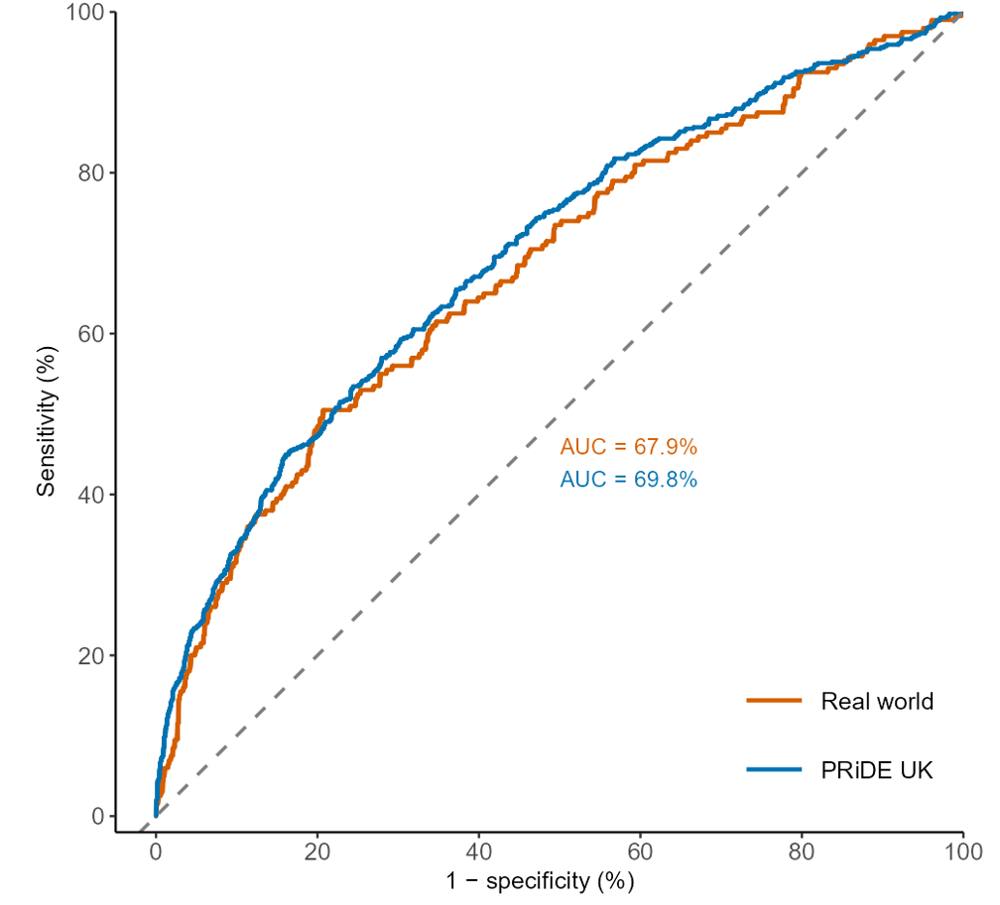 100
80
60
40
20
0
Sensitivity (%)
AUC = 67.9%
AUC = 69.8%
Real world
PRiDE UK
0 20 40 60 80 100
1 − specificity (%)